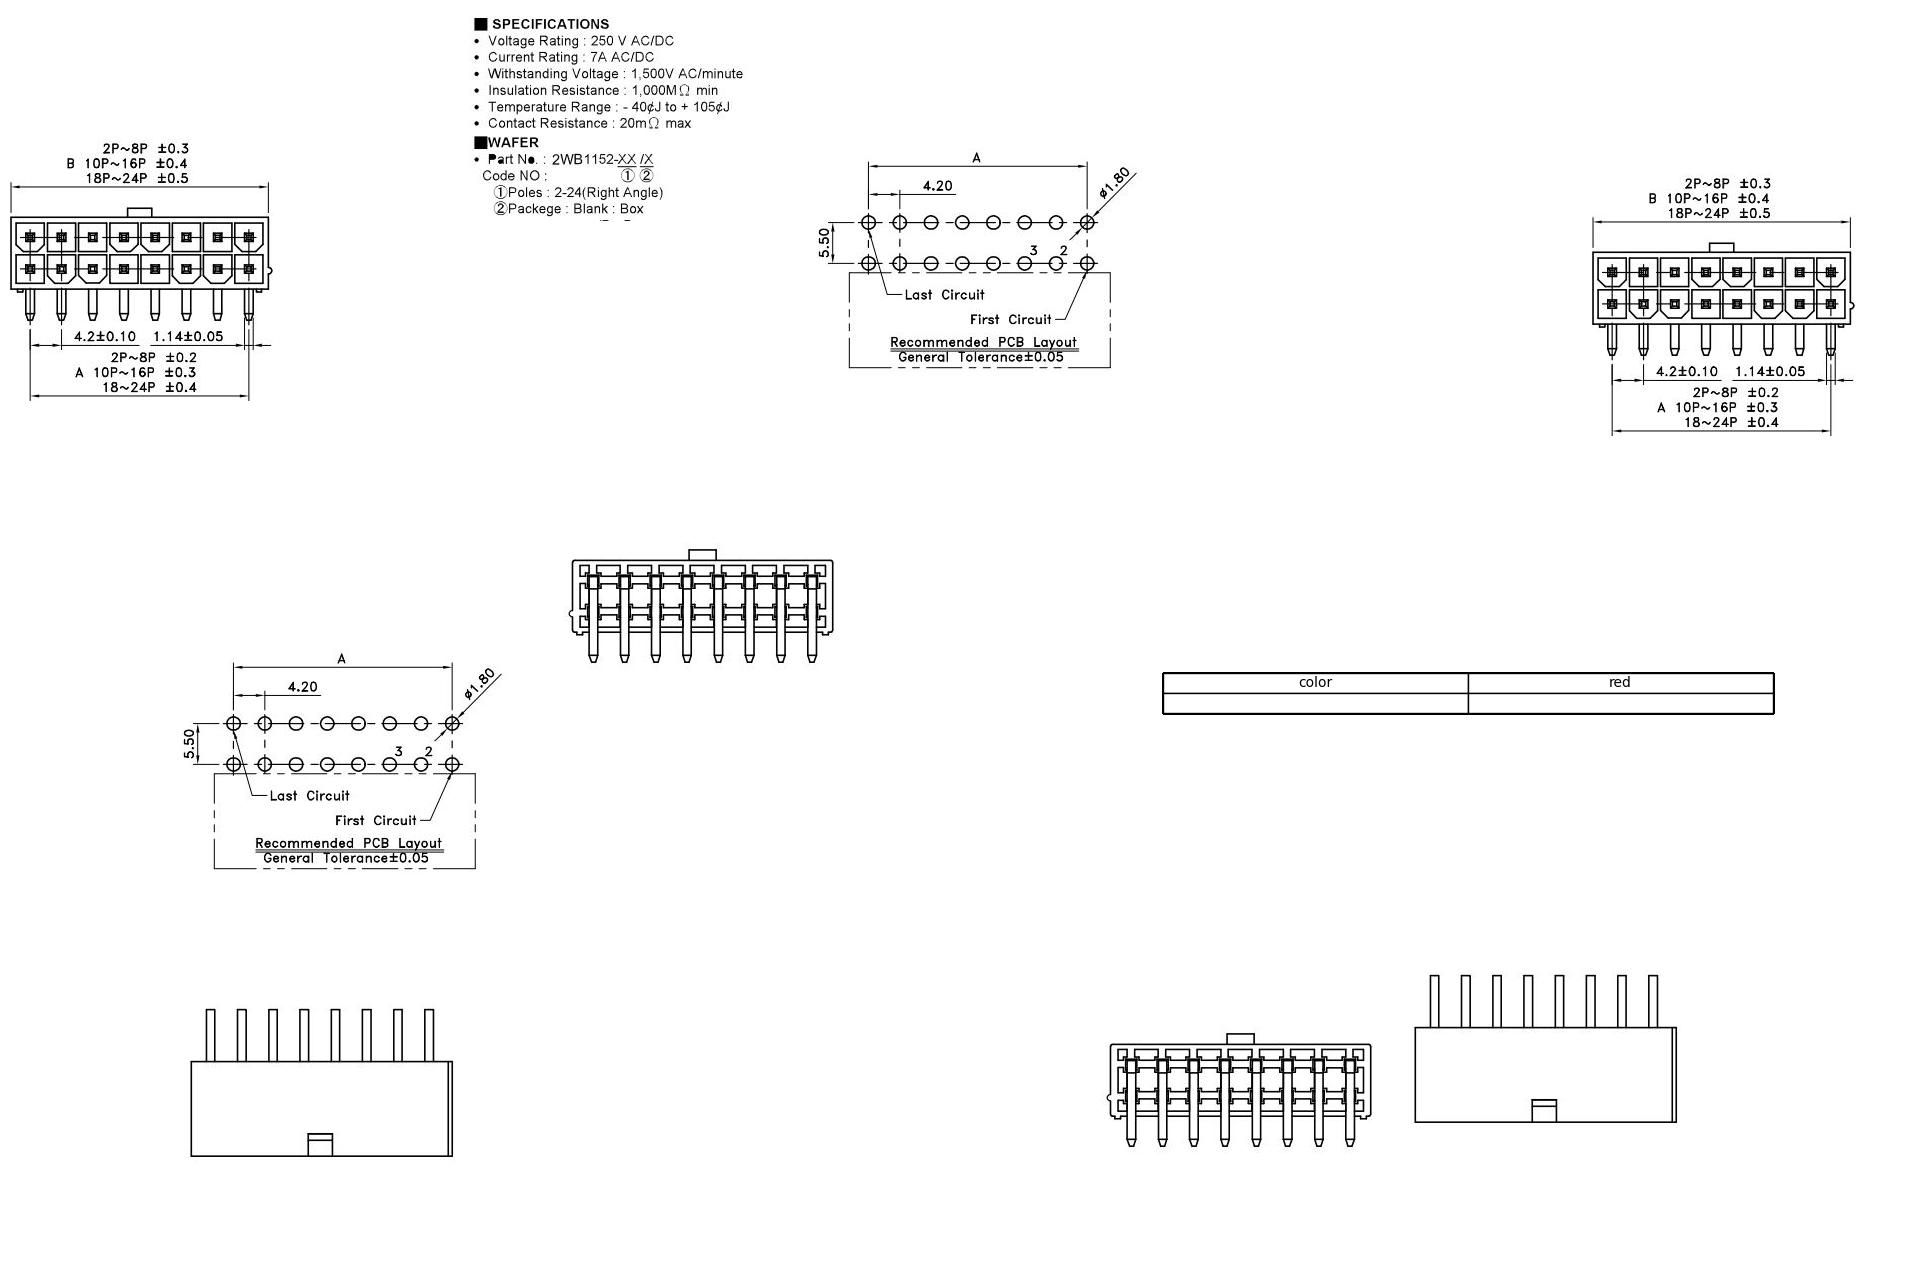 ■ SPECIFICATIONS
• Voltage Rating : 250 V AC/DC
• Current Rating : 7A AC/DC
• Withstanding Voltage : 1,500V AC/minute
• Insulation Resistance : 1,000MΩ min
• Temperature Range : - 40¢J to + 105¢J
• Contact Resistance : 20mΩ max
■WAFER
• Part No. : 2WB1152-XX /X
Code NO : ① ②
①Poles : 2-24(Right Angle)
②Packege : Blank : Box
2P~8P ±0.3
B 10P~16P ±0.4
18P~24P ±0.5
4.2±0.10 1.14±0.05
2P~8P ±0.2
A 10P~16P ±0.3
18~24P ±0.4
A
4.20
ø1.80
5.50
3 2
Last Circuit
First Circuit
Recommended PCB Layout
General Tolerance±0.05
2P~8P ±0.3
B 10P~16P ±0.4
18P~24P ±0.5
4.2±0.10 1.14±0.05
2P~8P ±0.2
A 10P~16P ±0.3
18~24P ±0.4
A
4.20
ø1.80
5.50
3 2
Last Circuit
First Circuit
Recommended PCB Layout
General Tolerance±0.05
color red